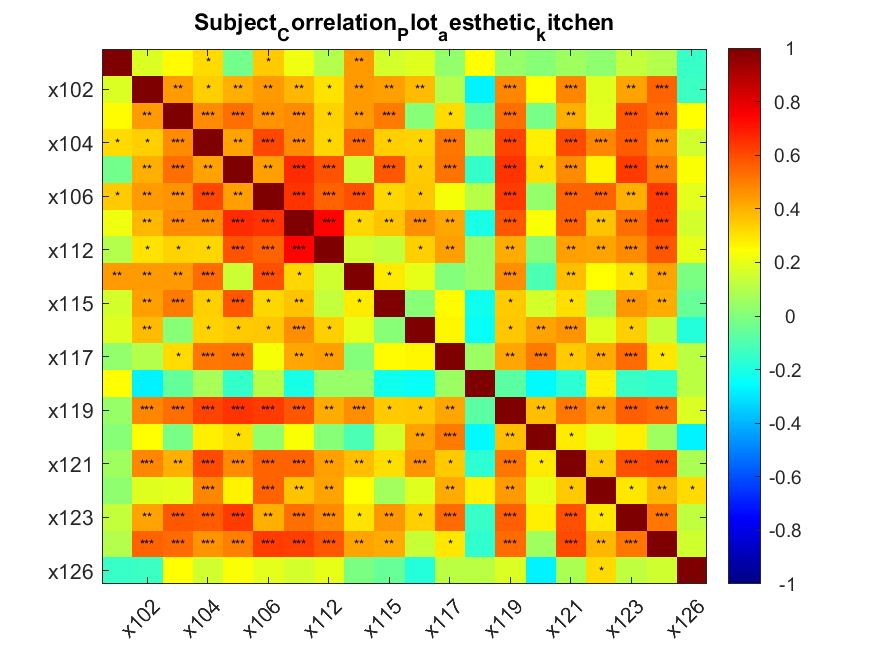 Subject_Correlation_Plot_aesthetic_kitchen
x102
x104
x106
x112
x115
x117
x119
x121
x123
x126
x102
x104
x106
x112
x115
x117
x119
x121
x123
x126
1
0.8
0.6
0.4
0.2
0
-0.2
-0.4
-0.6
-0.8
-1